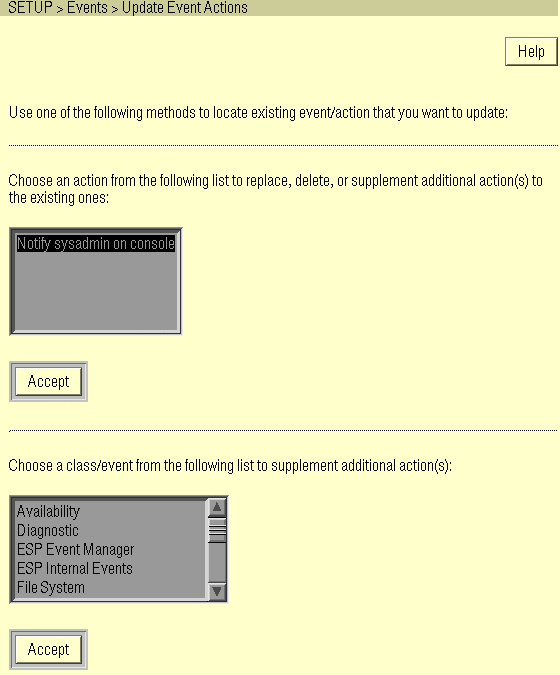 SETUP > Events > Update Event Actions
Help
Use one of the following methods to locate existing event/action that you want to update:
Choose an action from the following list to replace, delete, or supplement additional action(s) to
the existing ones:
Notify sysadmin on console
Accept
Choose a class/event from the following list to supplement additional action(s):
Availability
Diagnostic
ESP Event Manager
ESP Internal Events
File System
Accept